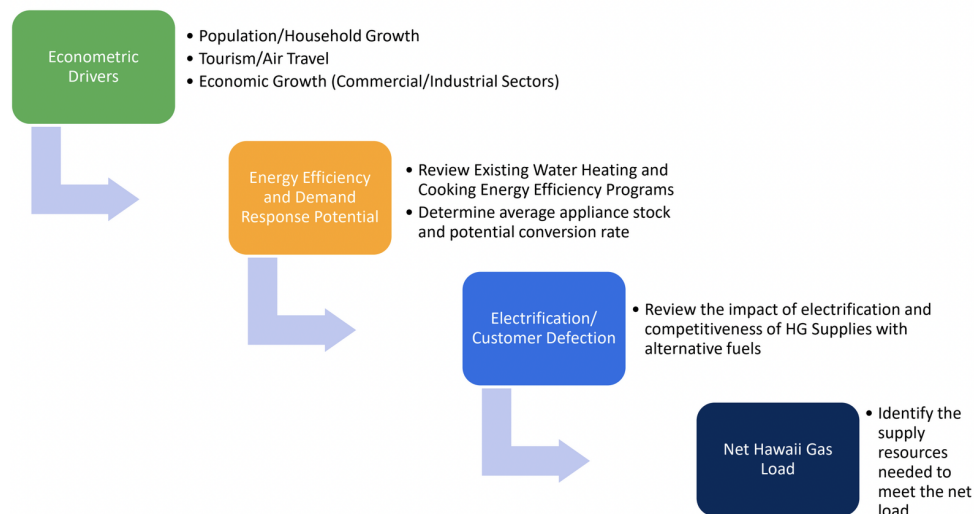 Econometric
Drivers
• Population/Household Growth
• Tourism/Air Travel
• Economic Growth (Commercial/Industrial Sectors)
Energy Efficiency
and Demand
Response Potential
• Review Existing Water Heating and
Cooking Energy Efficiency Programs
• Determine average appliance stock
and potential conversion rate
Electrification/
Customer Defection
• Review the impact of electrification and
competitiveness of HG Supplies with
alternative fuels
Net Hawaii Gas
Load
• Identify the
supply
resources
needed to
meet the net
load